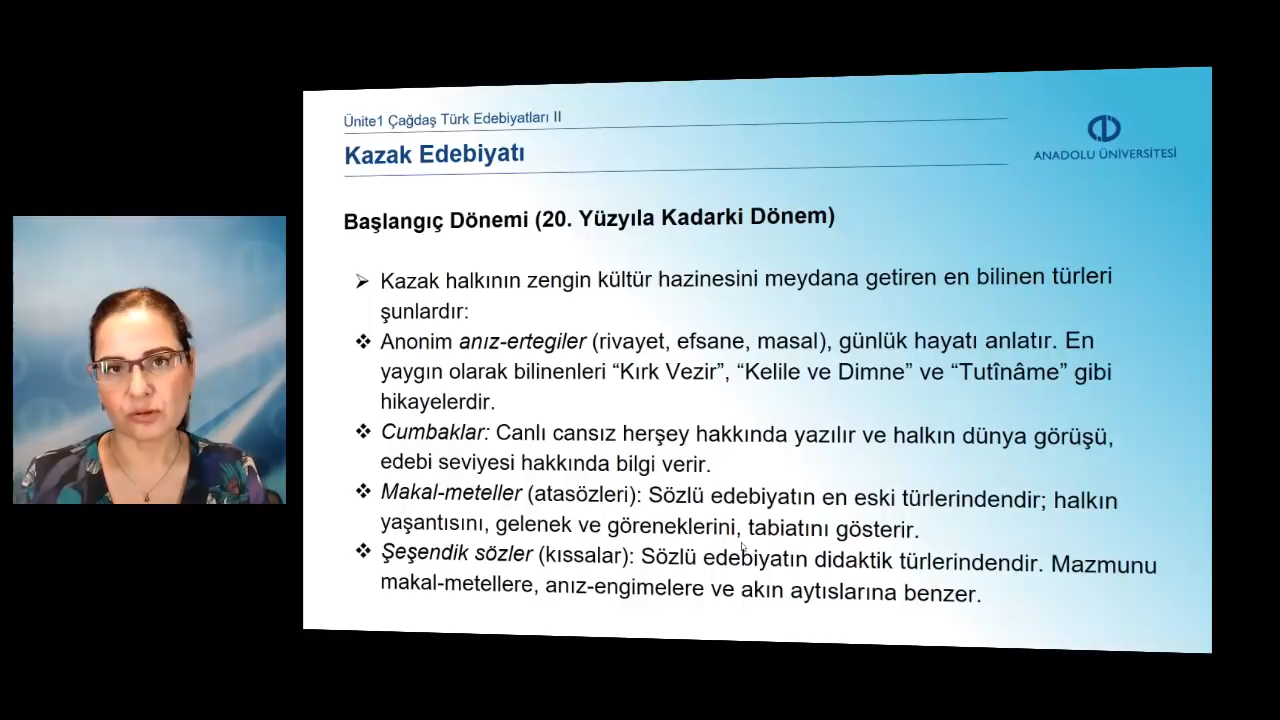 Ünite1 Çağdaş Türk Edebiyatları II
Kazak Edebiyatı
ANADOLU ÜNİVERSİTESİ
Başlangıç Dönemi (20. Yüzyıla Kadarki Dönem)
➢ Kazak halkının zengin kültür hazinesini meydana getiren en bilinen türleri
şunlardır:
❖ Anonim anız-ertegiler (rivayet, efsane, masal), günlük hayatı anlatır. En
yaygın olarak bilinenleri “Kırk Vezir”, “Kelile ve Dimne” ve “Tutînâme” gibi
hikayelerdir.
❖ Cumbaklar: Canlı cansız herşey hakkında yazılır ve halkın dünya görüşü,
edebi seviyesi hakkında bilgi verir.
❖ Makal-meteller (atasözleri): Sözlü edebiyatın en eski türlerindendir; halkın
yaşantısını, gelenek ve göreneklerini, tabiatını gösterir.
❖ Şeşendik sözler (kıssalar): Sözlü edebiyatın didaktik türlerindendir. Mazmunu
makal-metellere, anız-engimelere ve akın aytıslarına benzer.